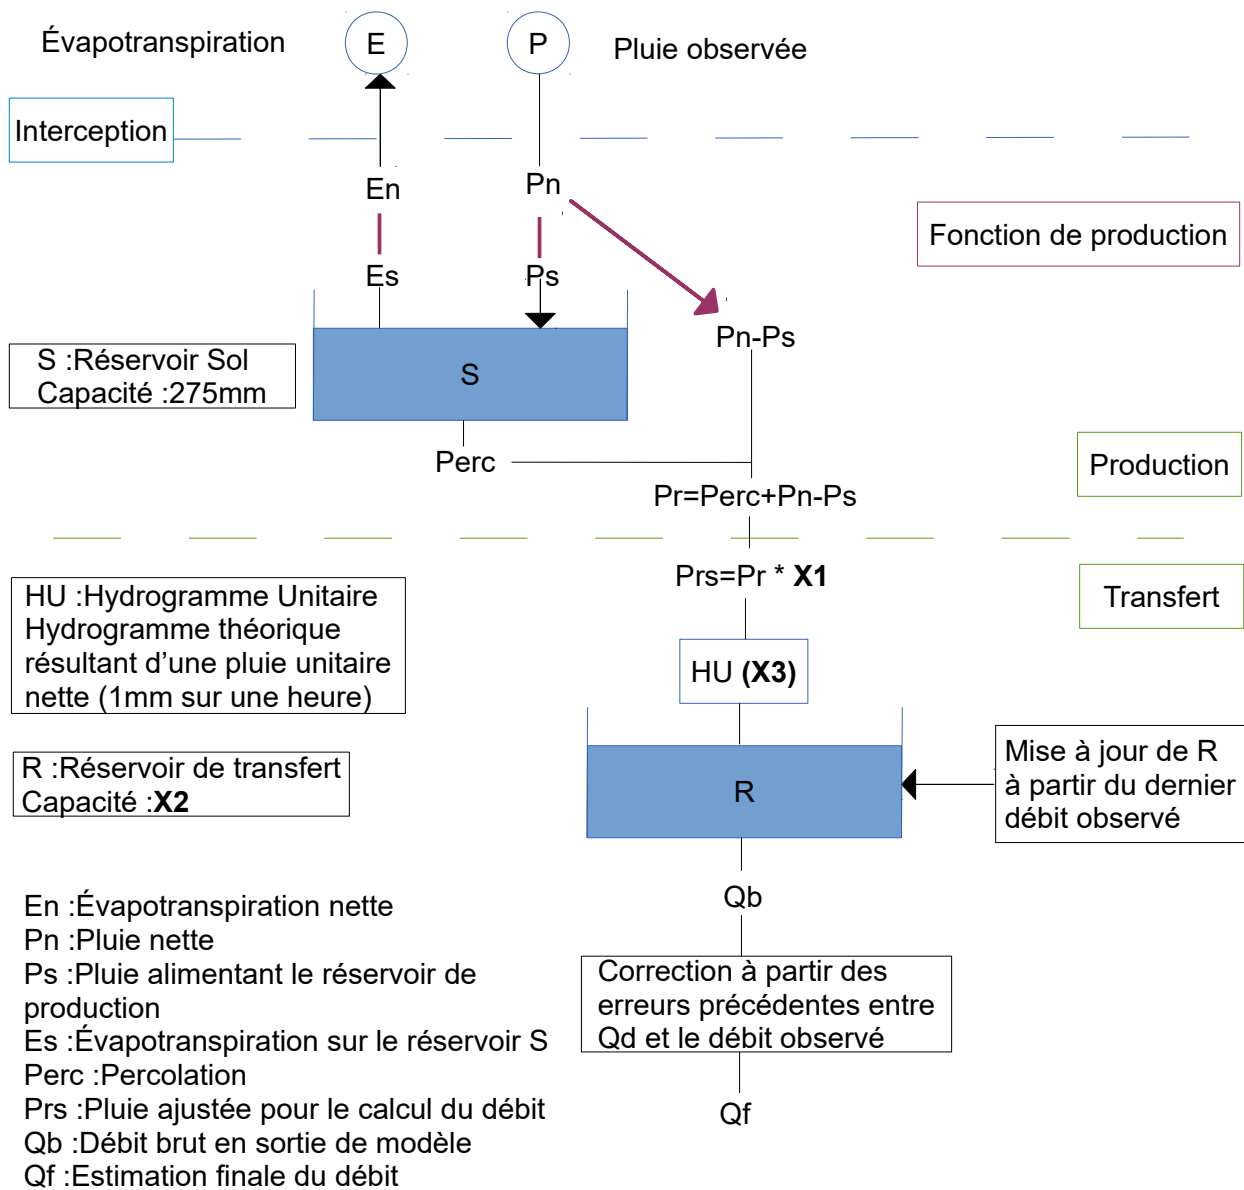 Évapotranspiration
E
P
Pluie observée
Interception
En
Pn
Fonction de production
Es
Ps
Pn-Ps
S :Réservoir Sol
Capacité :275mm
S
Perc
Production
Pr=Perc+Pn-Ps
Prs=Pr * X1
Transfert
HU :Hydrogramme Unitaire
Hydrogramme théorique
résultant d’une pluie unitaire
nette (1mm sur une heure)
HU (X3)
R :Réservoir de transfert
Capacité :X2
R
Mise à jour de R
à partir du dernier
débit observé
Qb
Correction à partir des
erreurs précédentes entre
Qd et le débit observé
Qf
En :Évapotranspiration nette
Pn :Pluie nette
Ps :Pluie alimentant le réservoir de
production
Es :Évapotranspiration sur le réservoir S
Perc :Percolation
Prs :Pluie ajustée pour le calcul du débit
Qb :Débit brut en sortie de modèle
Qf :Estimation finale du débit